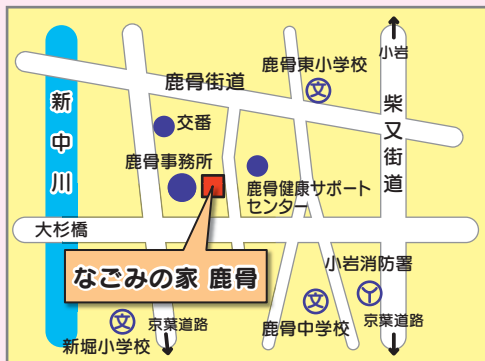 小岩
鹿骨東小学校
文
鹿骨街道
新中川
柴又街道
交番
鹿骨事務所
鹿骨健康サポート
センター
大杉橋
なごみの家 鹿骨
小岩消防署
文
新堀小学校
京葉道路
文
鹿骨中学校
京葉道路